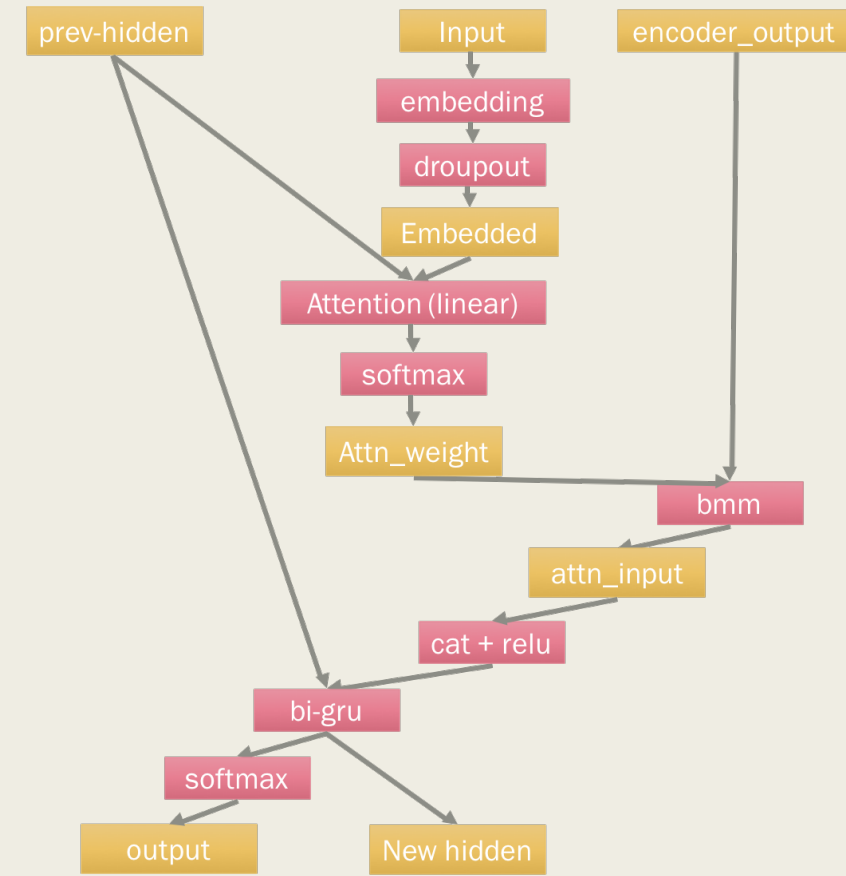 prev-hidden
Input
encoder_output
embedding
droupout
Embedded
Attention (linear)
softmax
Attn_weight
bmm
attn_input
cat + relu
bi-gru
softmax
output
New hidden